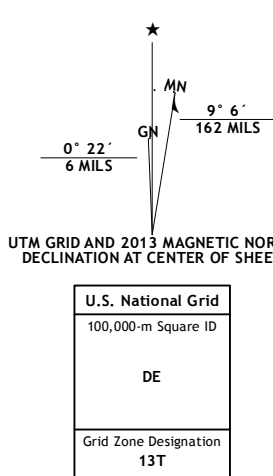 ★
MN
GN
9° 6´
162 MILS
0° 22´
6 MILS
UTM GRID AND 2013 MAGNETIC NOR
DECLINATION AT CENTER OF SHEE
U.S. National Grid
100,000-m Square ID
DE
Grid Zone Designation
13T